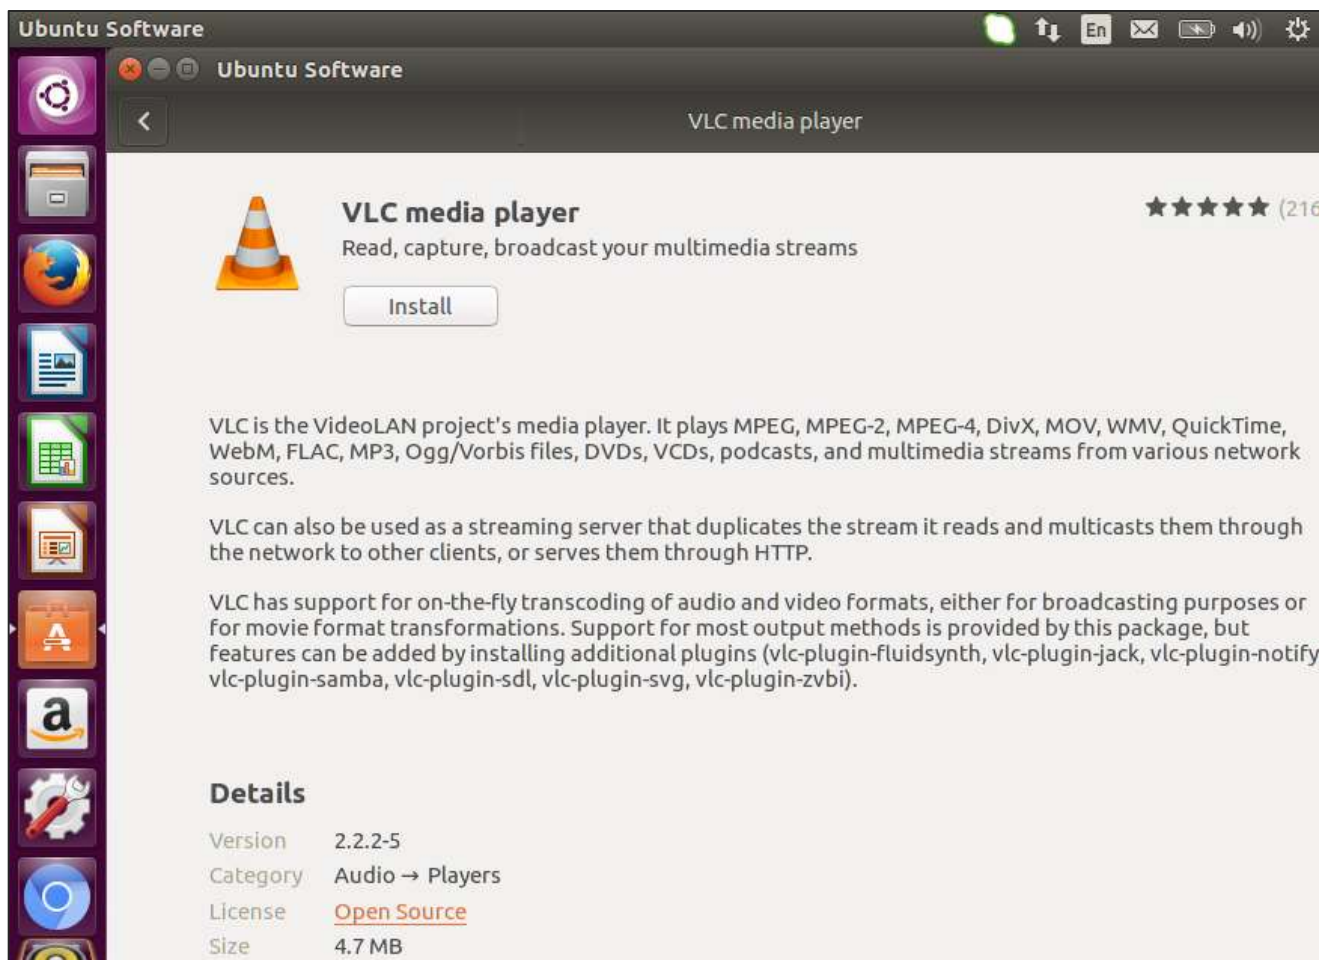 Ubuntu Software
En
Ubuntu Software
VLC media player
VLC media player
(216
Read, capture, broadcast your multimedia streams
Install
VLC is the VideoLAN project's media player. It plays MPEG, MPEG-2, MPEG-4, DivX, MOV, WMV, QuickTime,
WebM, FLAC, MP3, Ogg/Vorbis files, DVDs, VCDs, podcasts, and multimedia streams from various network
sources.
VLC can also be used as a streaming server that duplicates the stream it reads and multicasts them through
the network to other clients, or serves them through HTTP.
VLC has support for on-the-fly transcoding of audio and video formats, either for broadcasting purposes or
for movie format transformations. Support for most output methods is provided by this package, but
features can be added by installing additional plugins (vlc-plugin-fluidsynth, vlc-plugin-jack, vlc-plugin-notify
vlc-plugin-samba, vlc-plugin-sdl, vlc-plugin-svg, vlc-plugin-zvbi).
A
a
Details
Version 2.2.2-5
Category Audio → Players
License Open Source
Size 4.7 MB